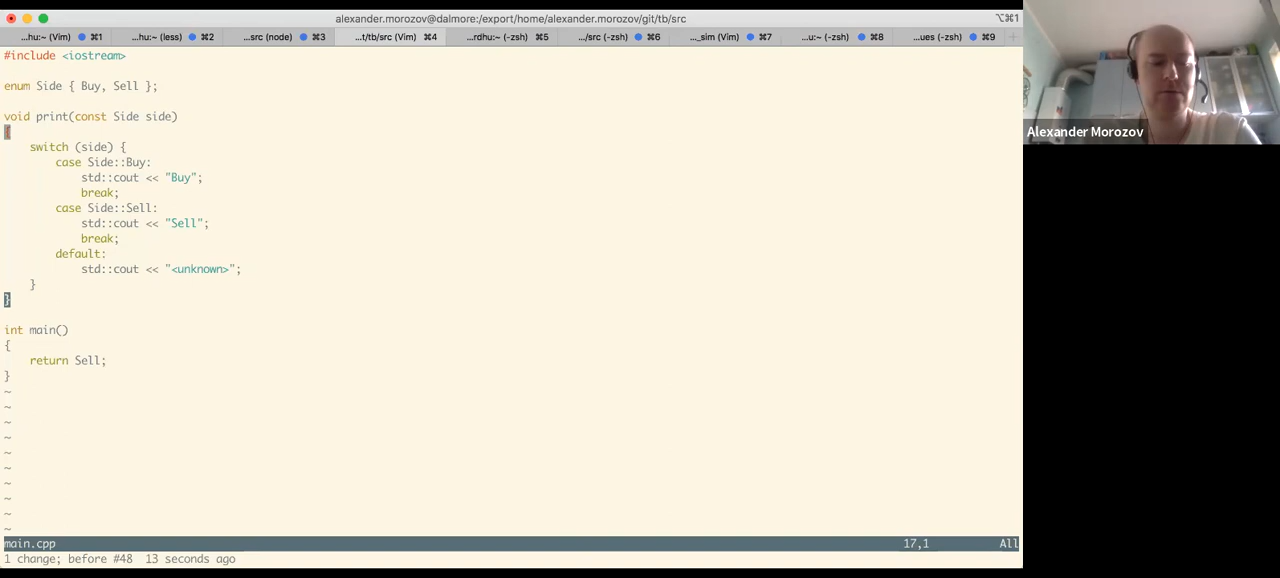 alexander.morozov@dalmore:/export/home/alexander.morozov/git/tb/src
⌥⌘1
...hu:~ (Vim) ⌘1 ...hu:~ (less) ⌘2 ...src (node) ⌘3 ...t/tb/src (Vim) ⌘4 ...rdhu:~ (-zsh) ⌘5 .../src (-zsh) ⌘6 ..._sim (Vim) ⌘7 ...u:~ (-zsh) ⌘8 ...ues (-zsh) ⌘9
#include <iostream>
enum Side { Buy, Sell };
void print(const Side side)
{
switch (side) {
case Side::Buy:
std::cout << "Buy";
break;
case Side::Sell:
std::cout << "Sell";
break;
default:
std::cout << "<unknown>";
}
}
int main()
{
return Sell;
}
~
~
~
~
~
~
~
~
~
~
main.cpp 17,1 All
1 change; before #48 13 seconds ago
Alexander Morozov